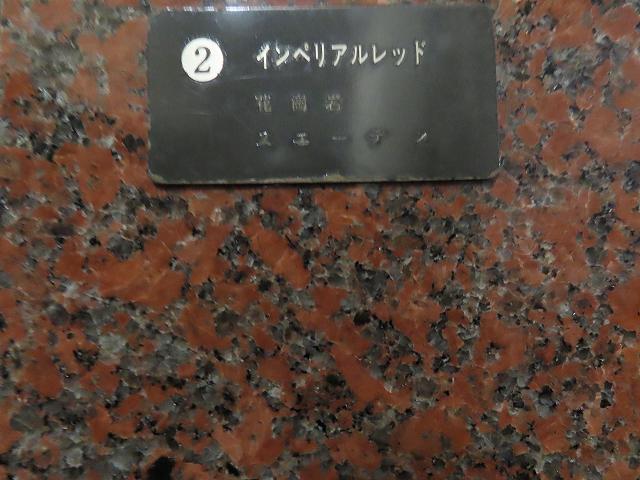 ② インペリアルレッド
花崗岩
スエーデン